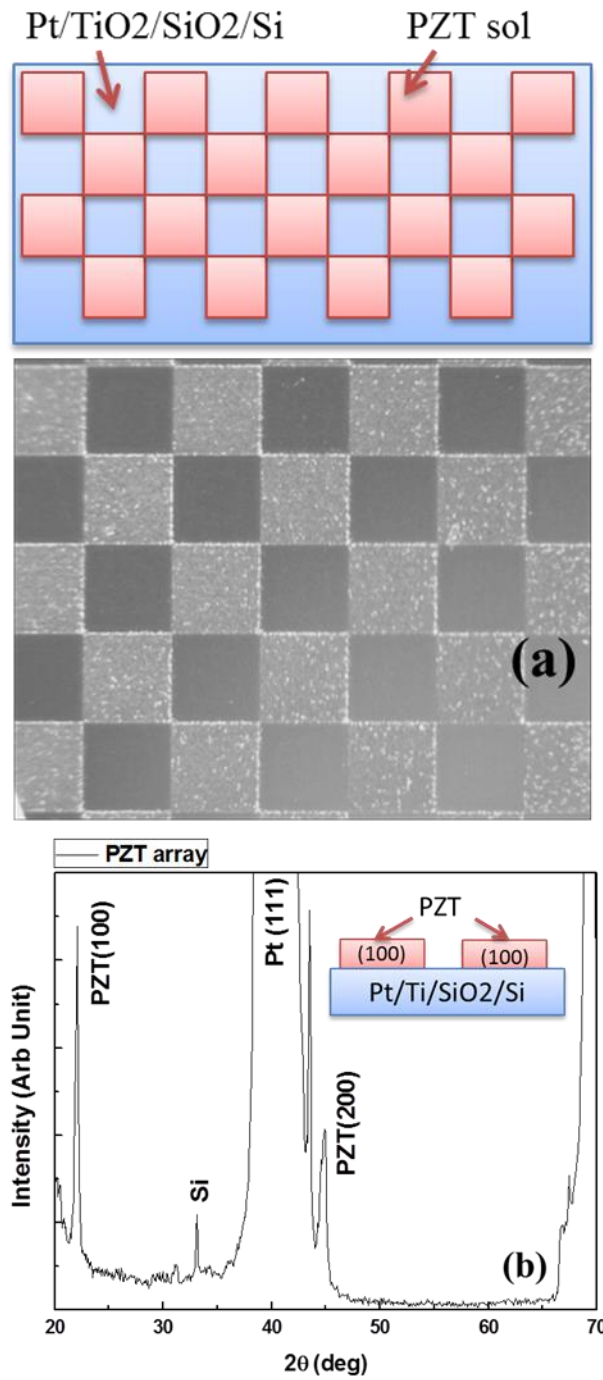 Pt/TiO2/SiO2/Si
PZT sol
(a)
PZT array
PZT(100)
Pt (111)
PZT
(100)
(100)
Pt/Ti/SiO2/Si
Si
PZT(200)
(b)
Intensity (Arb Unit)
20
30
40
50
60
70
2θ (deg)